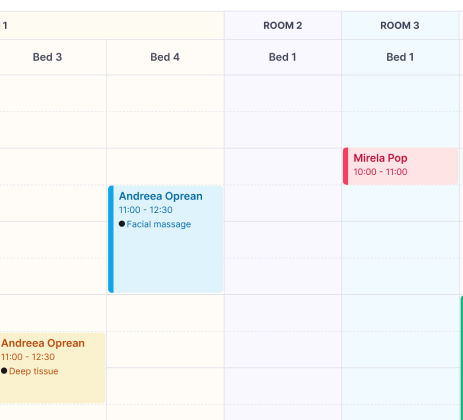 1
ROOM 2
ROOM 3
Bed 3
Bed 4
Bed 1
Bed 1
Mirela Pop
10:00 - 11:00
Andreea Oprean
11:00 - 12:30
Facial massage
Andreea Oprean
11:00 - 12:30
Deep tissue